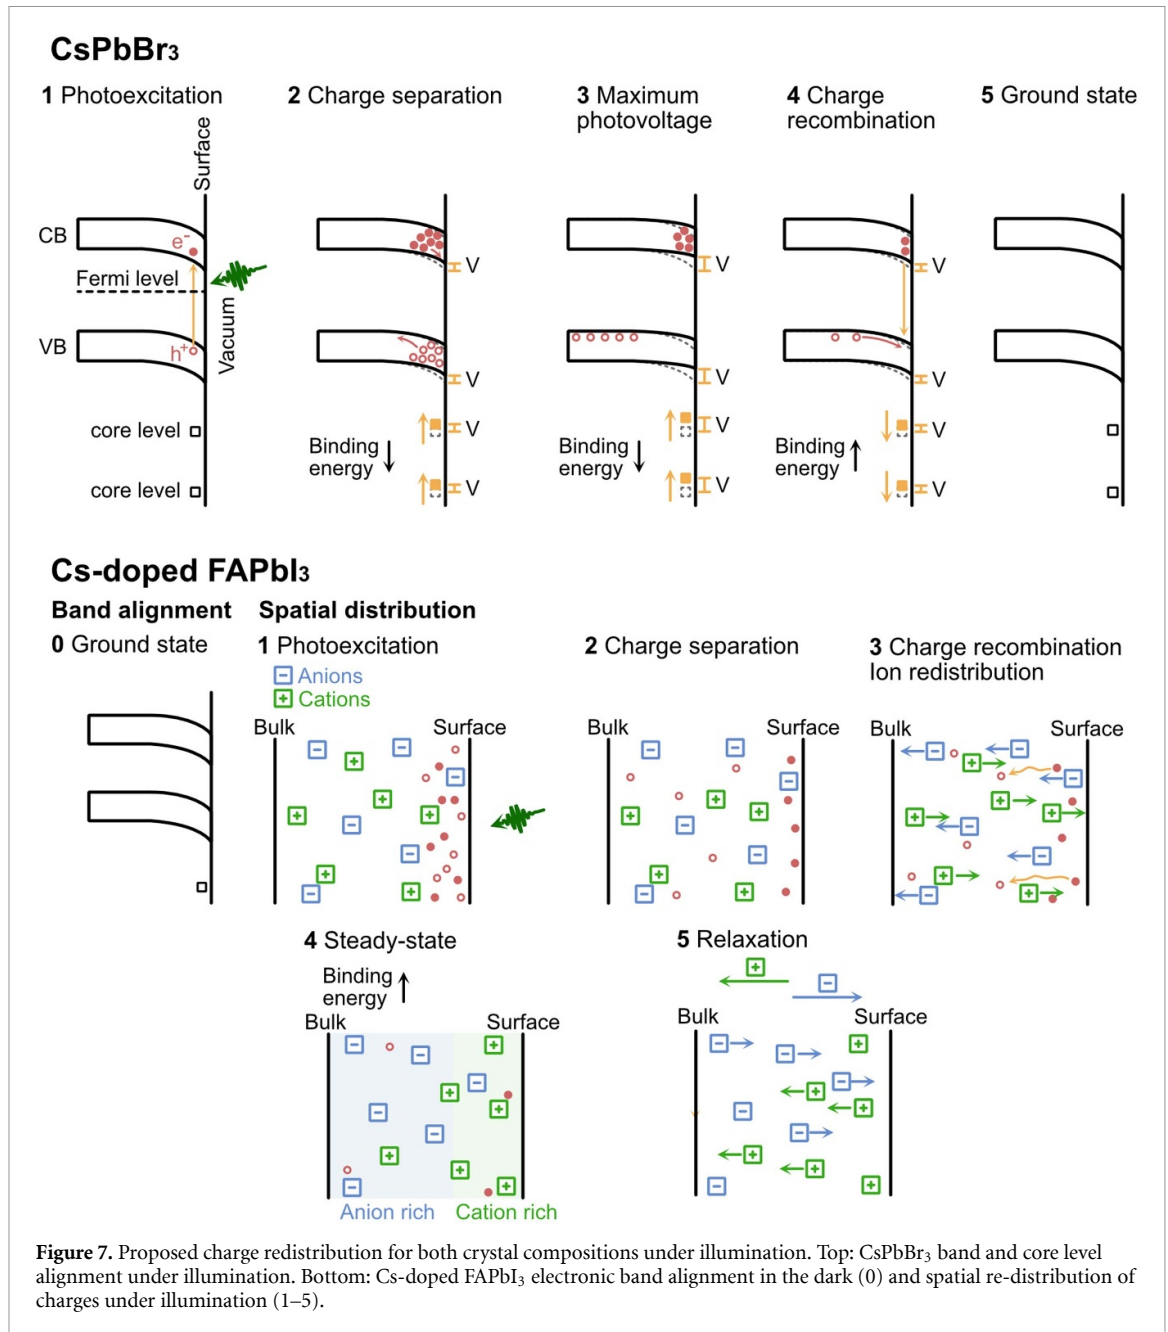 CsPbBr₃
1 Photoexcitation
2 Charge separation
3 Maximum
photovoltage
4 Charge
recombination
5 Ground state
Surface
CB
e⁻
Fermi level
VB
h⁺
Vacuum
core level
core level
V
V
Binding
energy
V
V
V
V
Binding
energy
V
V
V
V
Binding
energy
V
V
Cs-doped FAPbI₃
Band alignment
Spatial distribution
0 Ground state
1 Photoexcitation
− Anions
+ Cations
Bulk
Surface
2 Charge separation
Bulk
Surface
3 Charge recombination
Ion redistribution
Bulk
Surface
4 Steady-state
Binding
energy
Bulk
Surface
Anion rich
Cation rich
5 Relaxation
Bulk
Surface
Figure 7. Proposed charge redistribution for both crystal compositions under illumination. Top: CsPbBr₃ band and core level
alignment under illumination. Bottom: Cs-doped FAPbI₃ electronic band alignment in the dark (0) and spatial re-distribution of
charges under illumination (1–5).